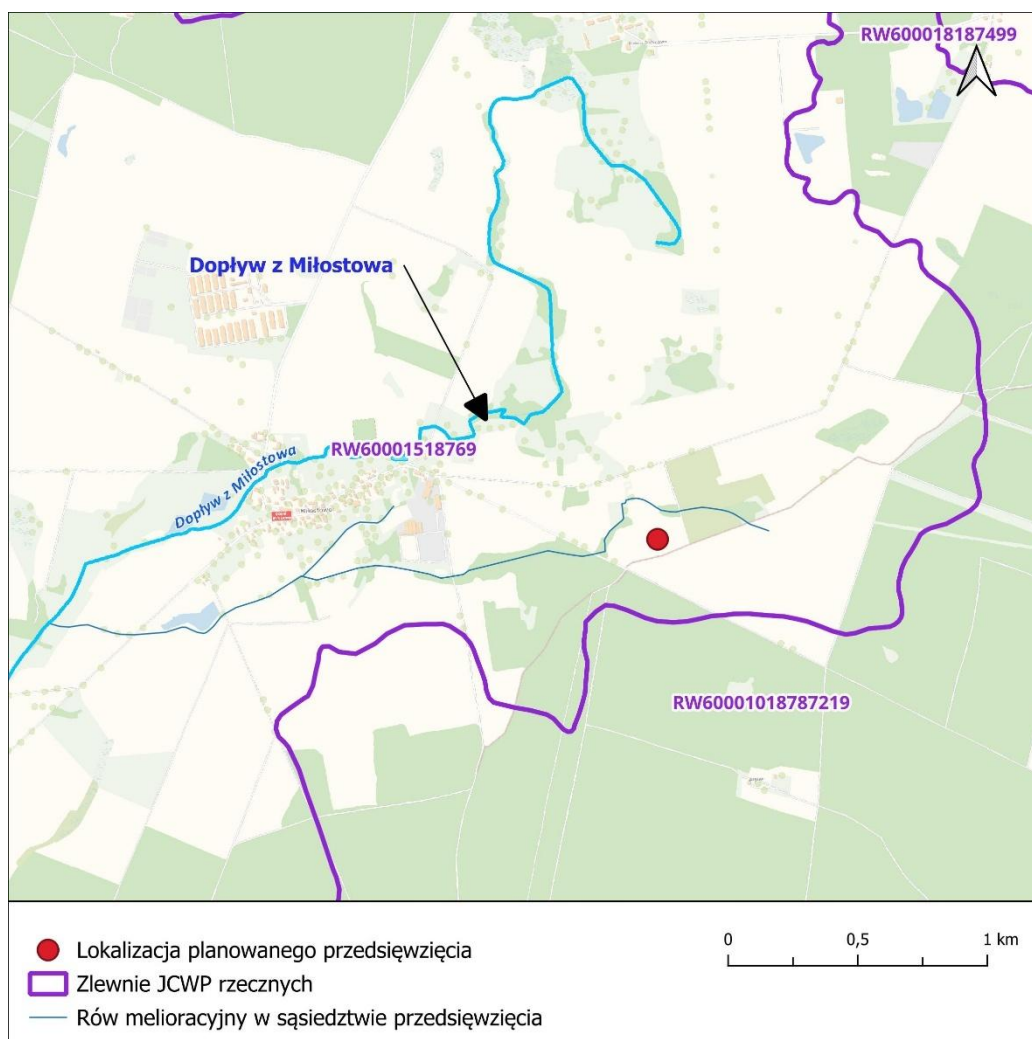 RW600018187499
Dopływ z Miłostowa
RW60001518769
Dopływ z Miłostowa
RW60001018787219
Lokalizacja planowanego przedsięwzięcia
Zlewnie JCWP rzecznych
Rów melioracyjny w sąsiedztwie przedsięwzięcia
0 0,5 1 km